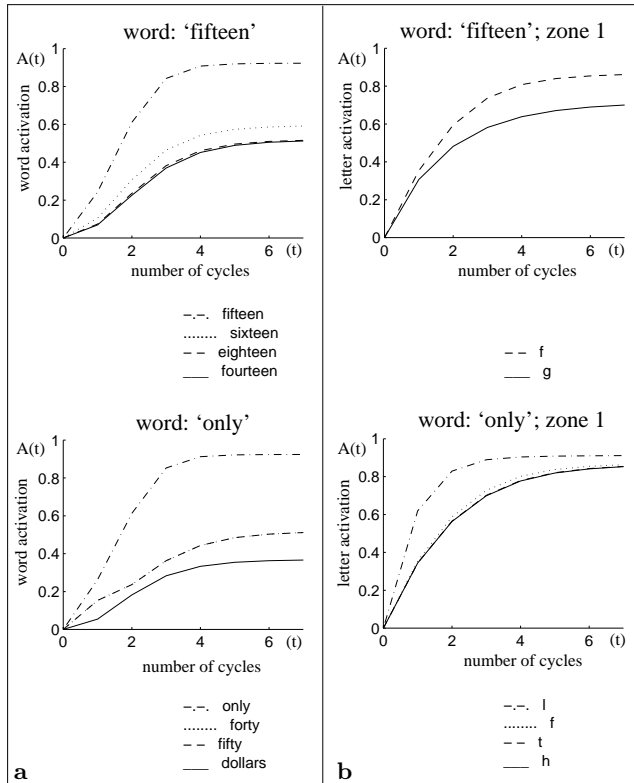 word: ‘fifteen’
A(t)
1
0.8
0.6
0.4
0.2
0
word activation
0 2 4 6 (t)
number of cycles
fifteen
sixteen
eighteen
fourteen
word: ‘fifteen’; zone 1
A(t)
1
0.8
0.6
0.4
0.2
0
letter activation
0 2 4 6 (t)
number of cycles
f
g
word: ‘only’
A(t)
1
0.8
0.6
0.4
0.2
0
word activation
0 2 4 6 (t)
number of cycles
only
forty
fifty
dollars
a
word: ‘only’; zone 1
A(t)
1
0.8
0.6
0.4
0.2
0
letter activation
0 2 4 6 (t)
number of cycles
l
f
t
h
b